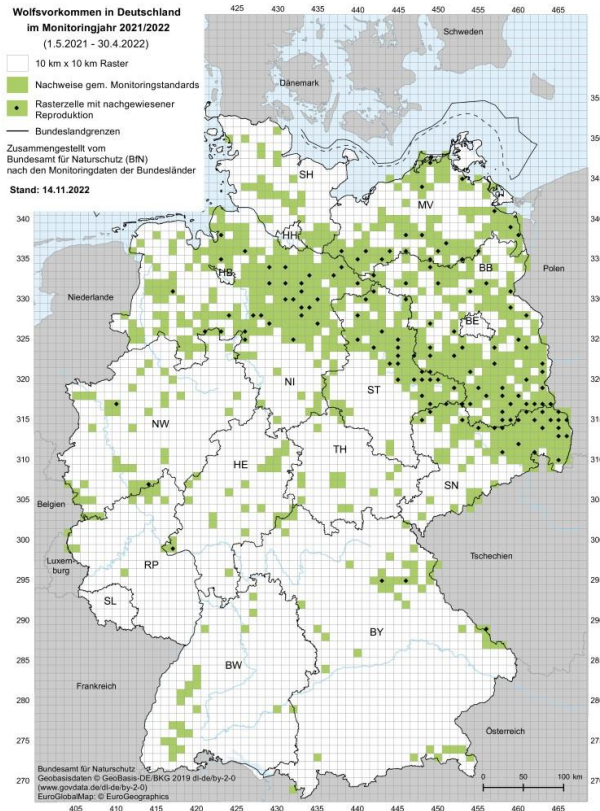 Wolfsvorkommen in Deutschland
im Monitoringjahr 2021/2022
(1.5.2021 - 30.4.2022)
10 km x 10 km Raster
Nachweise gem. Monitoringstandards
Rasterzelle mit nachgewiesener
Reproduktion
Bundeslandgrenzen
Zusammengestellt vom
Bundesamt für Naturschutz (BfN)
nach den Monitoringdaten der Bundesländer
Stand: 14.11.2022
425 430 435 440 445 450 455 460 465
Schweden
Dänemark
355
350
345
SH
MV
340
HH
335
HB
BB
Polen
Niederlande
330
BE
325
NI
320
ST
315
NW
310
HE
TH
SN
305
Belgien
300
Tschechien
Luxem-
burg
RP
295
SL
290
BY
285
BW
280
Frankreich
275
Österreich
270
Bundesamt für Naturschutz
Geobasisdaten © GeoBasis-DE/BKG 2019 dl-de/by-2-0
(www.govdata.de/dl-de/by-2-0)
EuroGlobalMap: © EuroGeographics
0 50 100 km
405 410 415 420 425 430 435 440 445 450 455 460 465